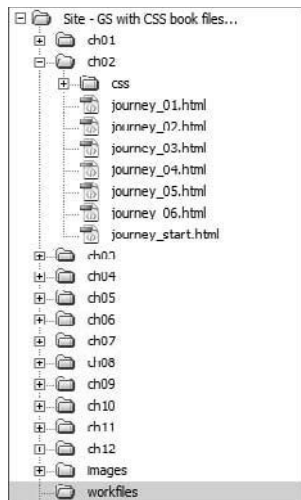 Site - GS with CSS book files...
ch01
ch02
css
journey_01.html
journey_02.html
journey_03.html
journey_04.html
journey_05.html
journey_06.html
journey_start.html
ch03
ch04
ch05
ch06
ch07
ch08
ch09
ch10
ch11
ch12
images
workfiles